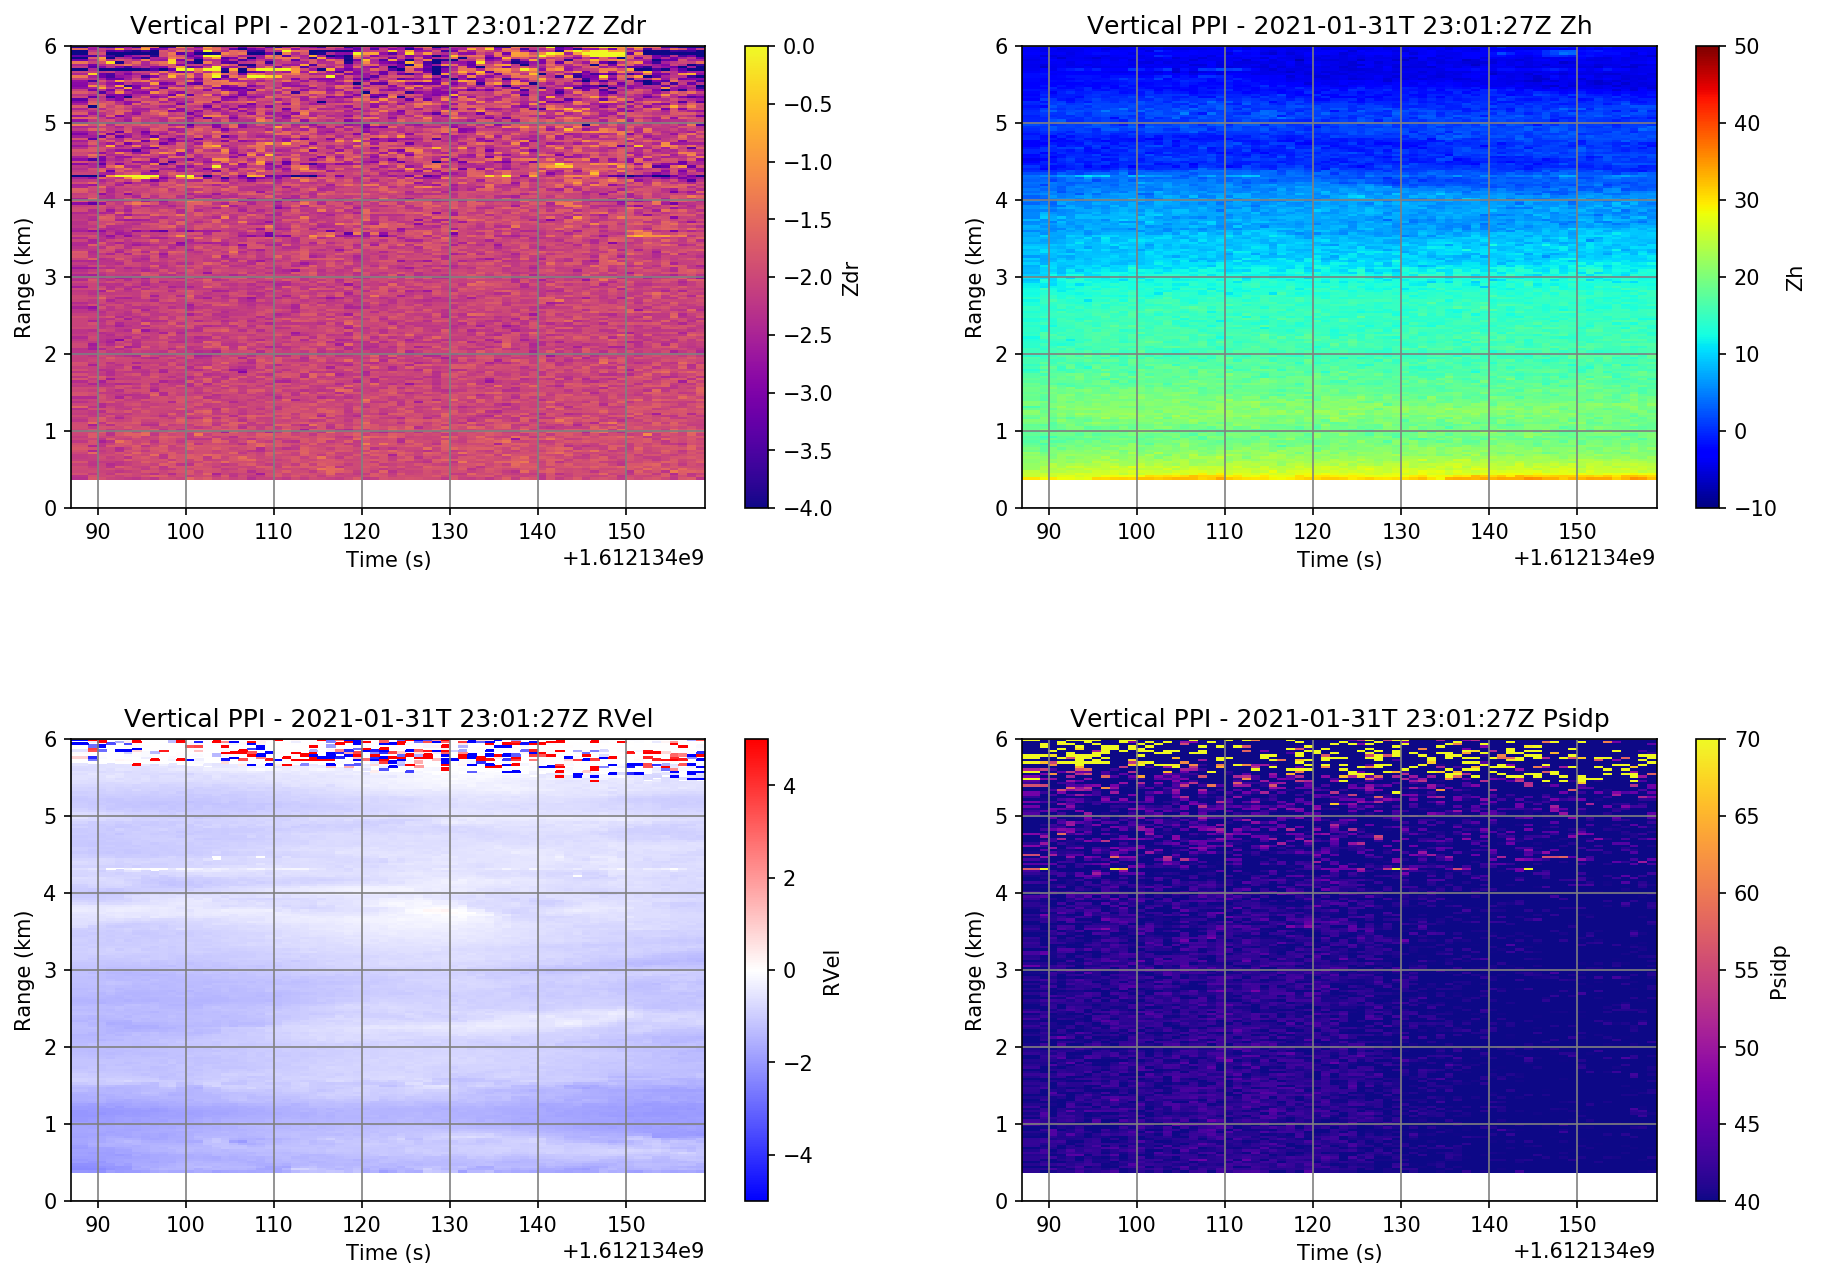 Vertical PPI - 2021-01-31T 23:01:27Z Zdr
6
5
4
3
2
1
0
Range (km)
90 100 110 120 130 140 150
Time (s)
+1.612134e9
0.0
−0.5
−1.0
−1.5
−2.0
−2.5
−3.0
−3.5
−4.0
Zdr
Vertical PPI - 2021-01-31T 23:01:27Z Zh
6
5
4
3
2
1
0
Range (km)
90 100 110 120 130 140 150
Time (s)
+1.612134e9
50
40
30
20
10
0
−10
Zh
Vertical PPI - 2021-01-31T 23:01:27Z RVel
6
5
4
3
2
1
0
Range (km)
90 100 110 120 130 140 150
Time (s)
+1.612134e9
4
2
0
−2
−4
RVel
Vertical PPI - 2021-01-31T 23:01:27Z Psidp
6
5
4
3
2
1
0
Range (km)
90 100 110 120 130 140 150
Time (s)
+1.612134e9
70
65
60
55
50
45
40
Psidp